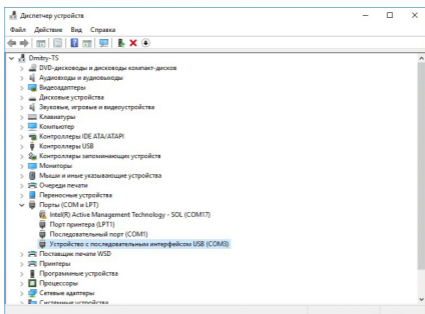 Диспетчер устройств
Файл Действие Вид Справка
Dmitry-TS
DVD-дисководы и дисководы компакт-дисков
Аудиовходы и аудиовыходы
Видеоадаптеры
Дисковые устройства
Звуковые, игровые и видеоустройства
Клавиатуры
Компьютер
Контроллеры IDE ATA/ATAPI
Контроллеры USB
Контроллеры запоминающих устройств
Мониторы
Мыши и иные указывающие устройства
Очереди печати
Переносные устройства
Порты (COM и LPT)
Intel(R) Active Management Technology - SOL (COM17)
Порт принтера (LPT1)
Последовательный порт (COM1)
Устройство с последовательным интерфейсом USB (COM3)
Поставщик печати WSD
Принтеры
Программные устройства
Процессоры
Сетевые адаптеры
Системные устройства